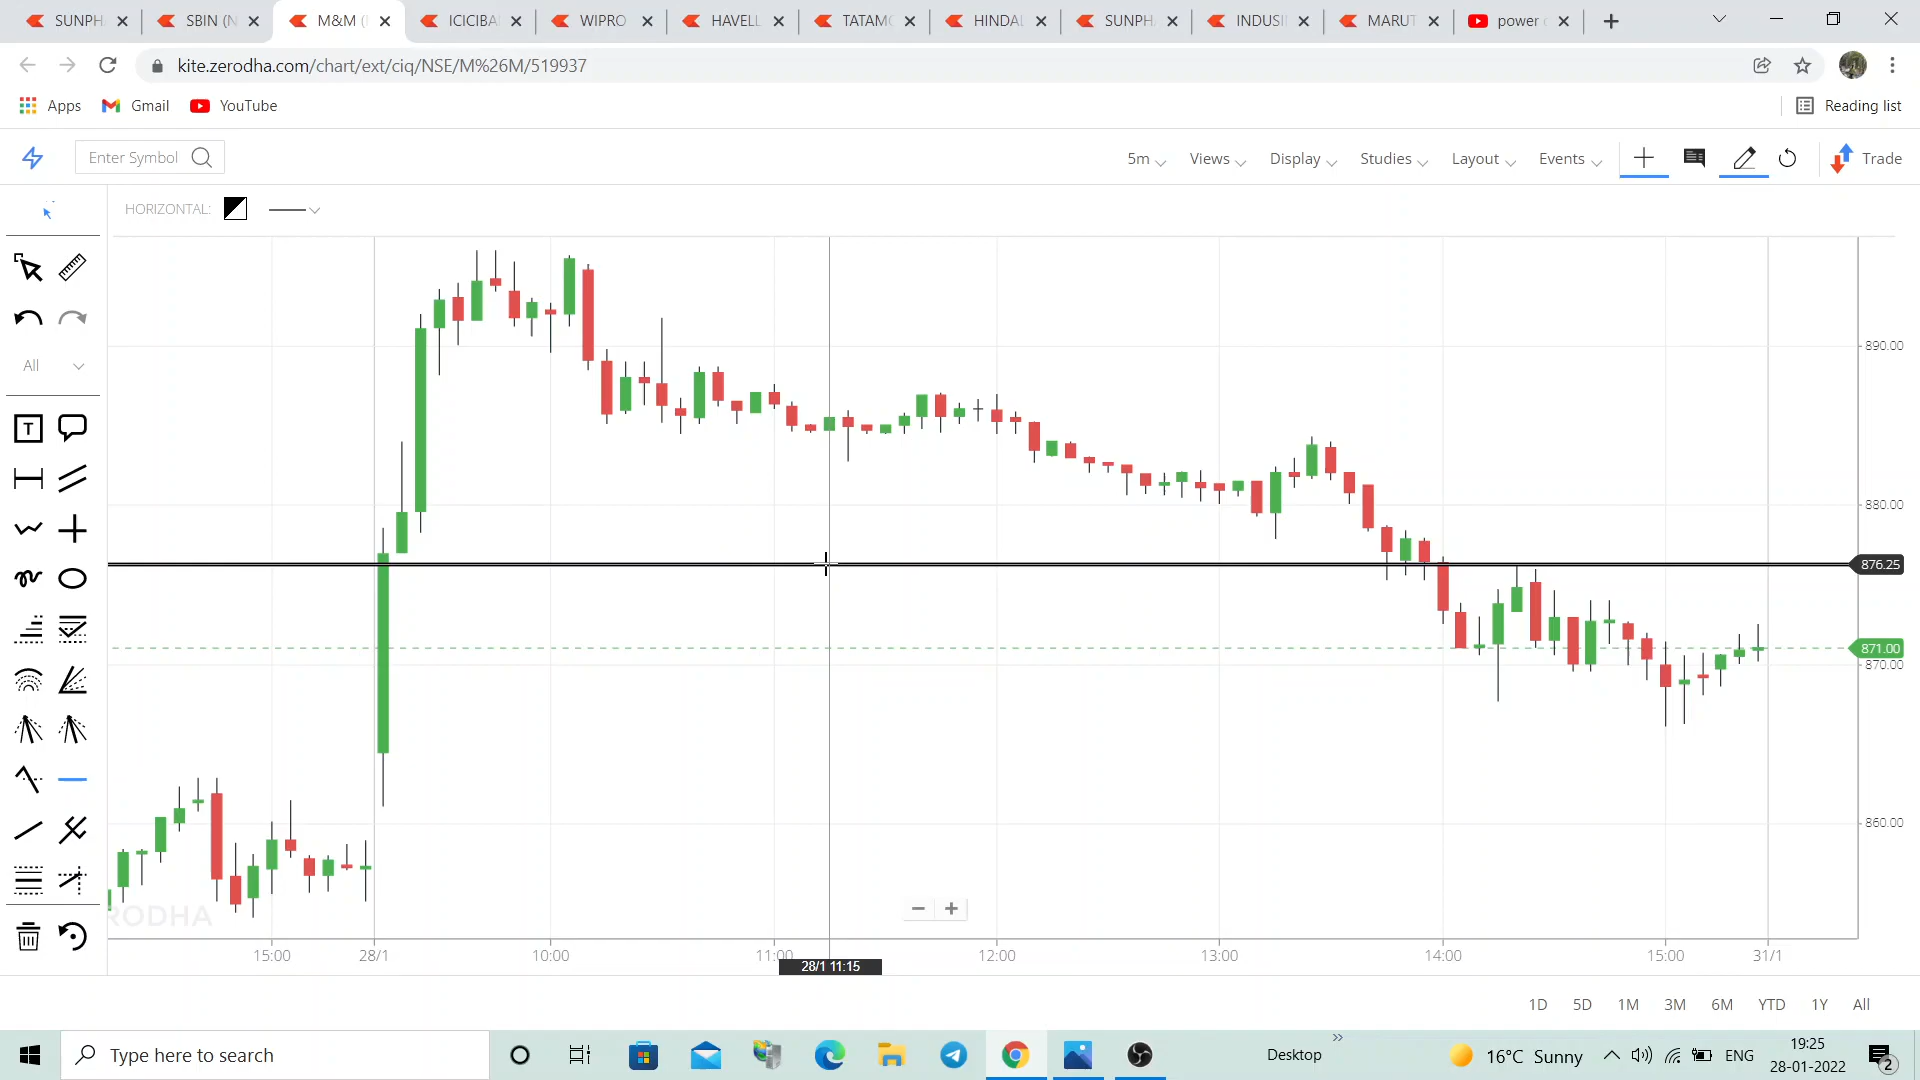 SUNPH
SBIN (N
M&M (
ICICIBA
WIPRO
HAVELL
TATAMO
HINDAL
SUNPH
INDUSI
MARUT
power
kite.zerodha.com/chart/ext/ciq/NSE/M%26M/519937
Apps
Gmail
YouTube
Reading list
Enter Symbol
5m
Views
Display
Studies
Layout
Events
Trade
HORIZONTAL:
All
T
890.00
880.00
876.25
871.00
870.00
860.00
RODHA
15:00
28/1
10:00
11:00
28/1 11:15
12:00
13:00
14:00
15:00
31/1
1D
5D
1M
3M
6M
YTD
1Y
All
Type here to search
Desktop
16°C Sunny
ENG
19:25
28-01-2022
2